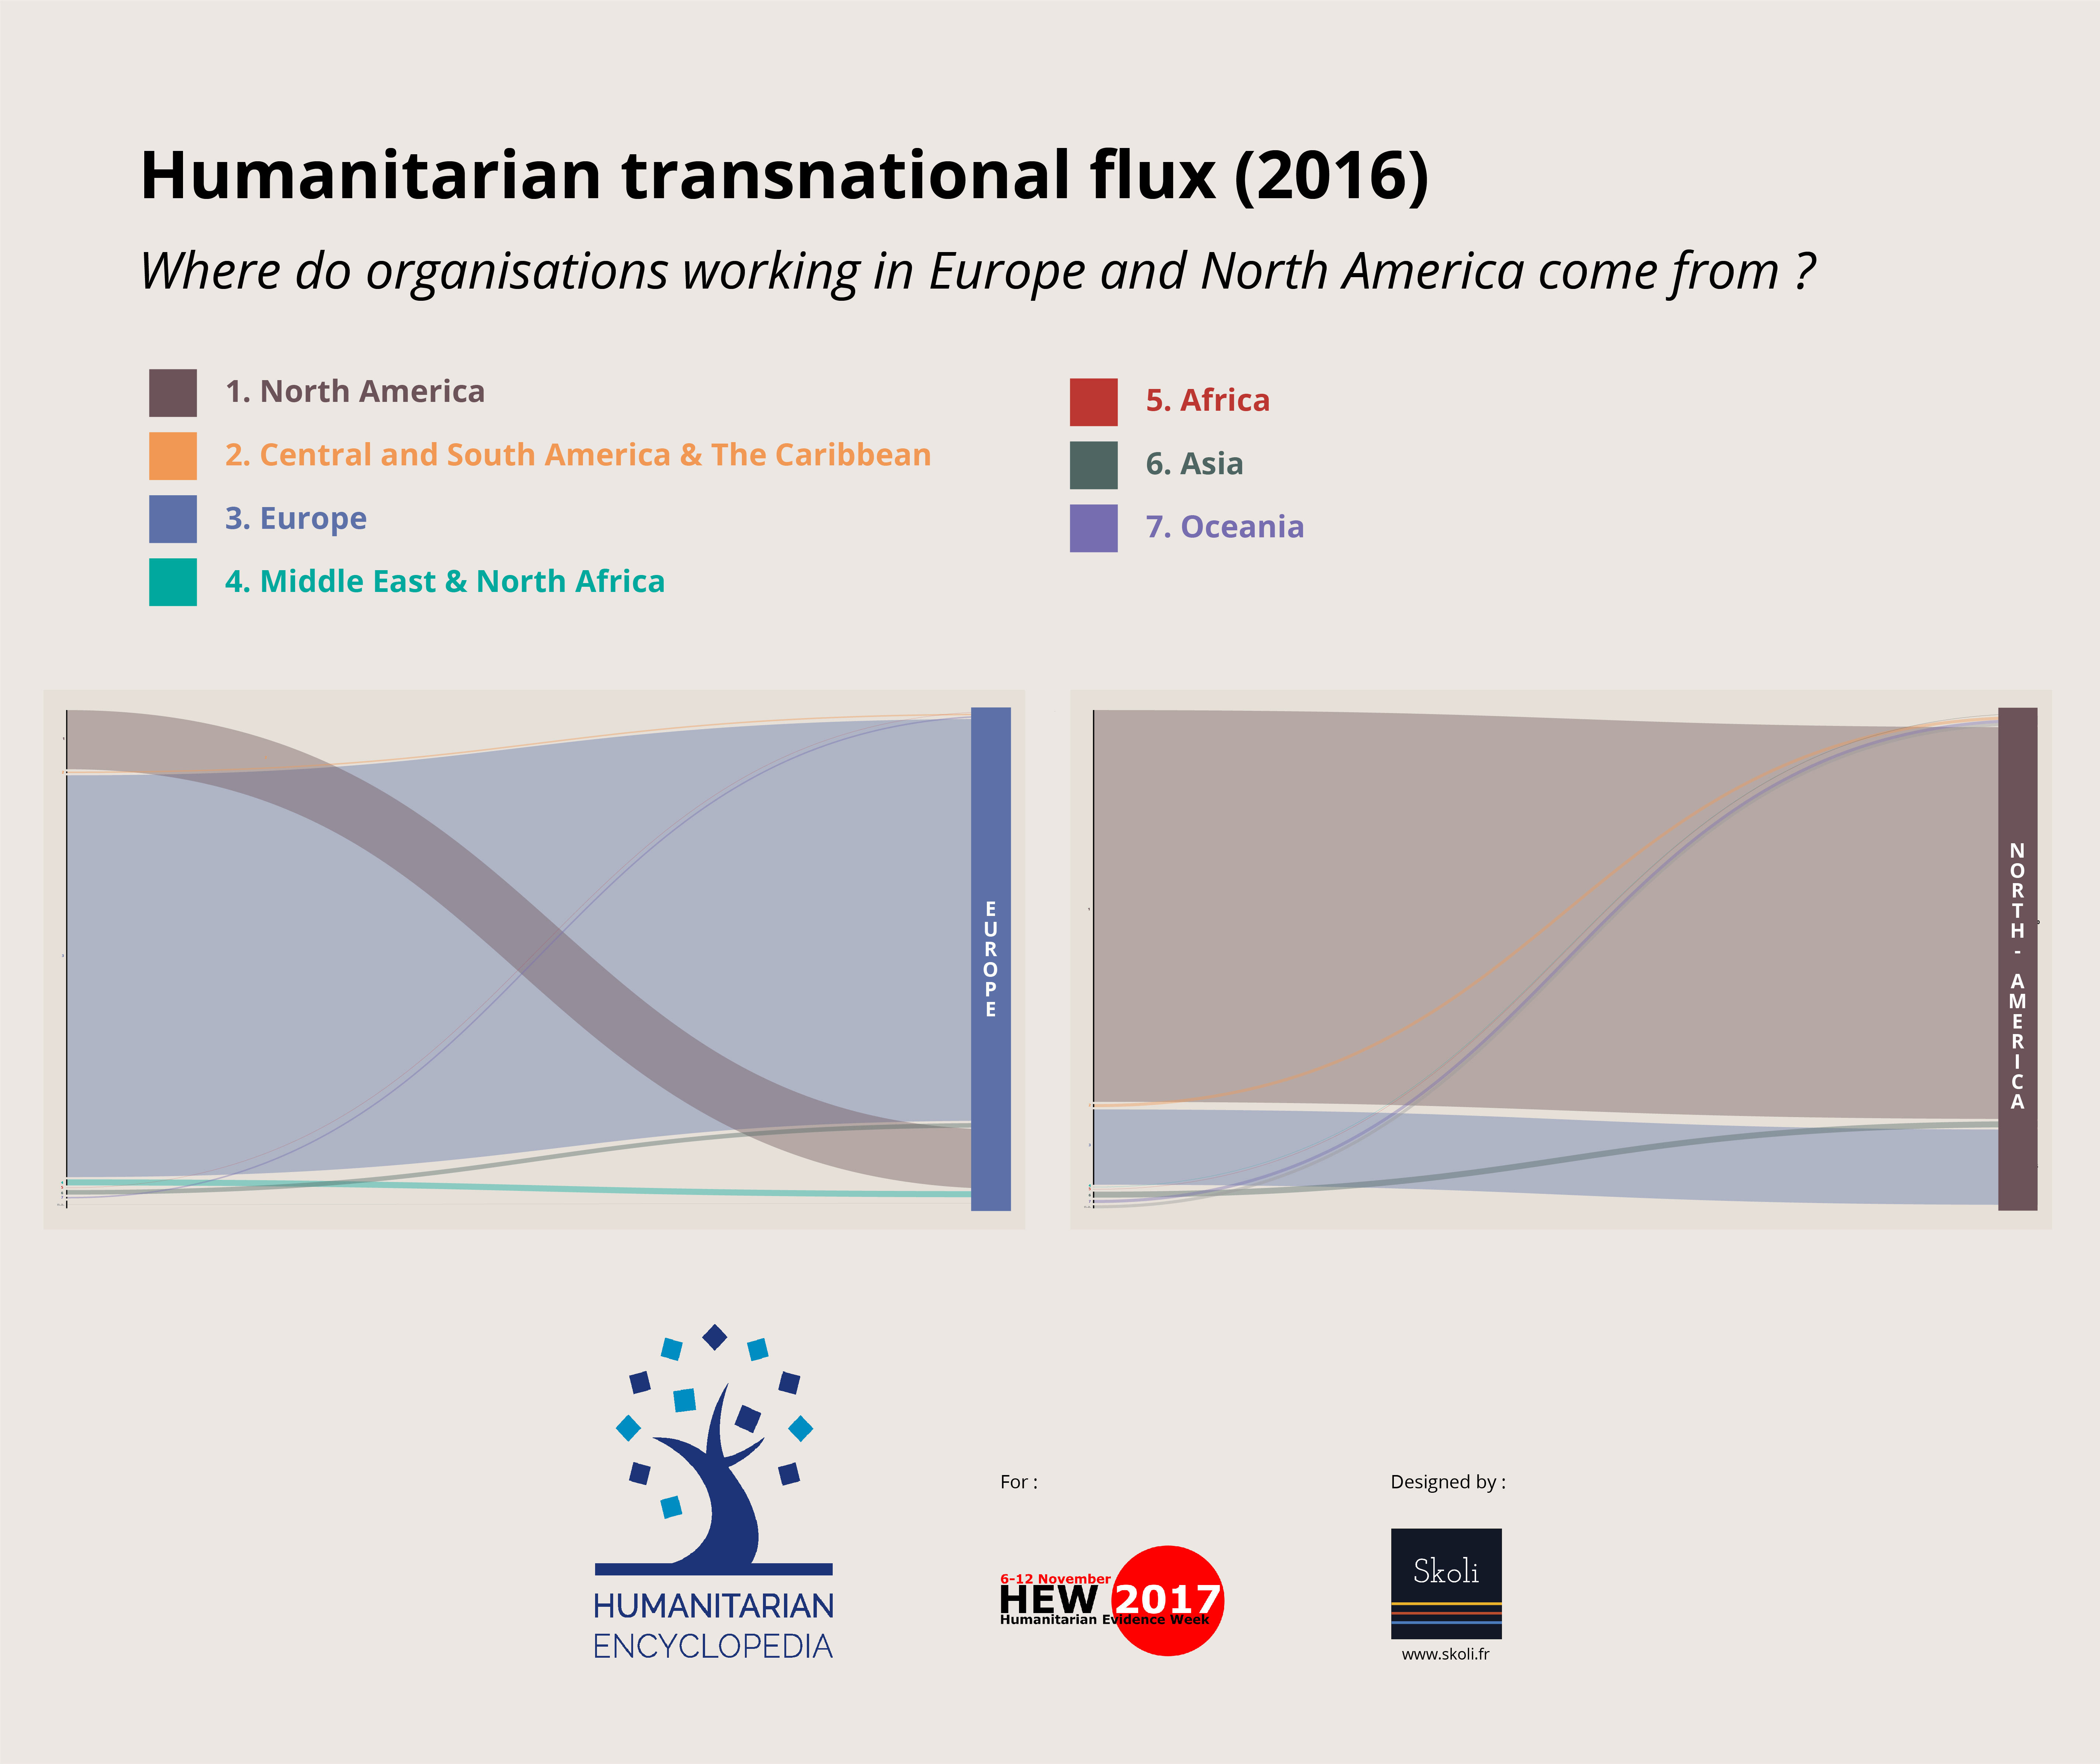 Humanitarian transnational flux (2016)
Where do organisations working in Europe and North America come from ?
1. North America
2. Central and South America & The Caribbean
3. Europe
4. Middle East & North Africa
5. Africa
6. Asia
7. Oceania
EUROPE
NORTH - AMERICA
HUMANITARIAN
ENCYCLOPEDIA
For :
6-12 November
HEW 2017
Humanitarian Evidence Week
Designed by :
Skoli
www.skoli.fr